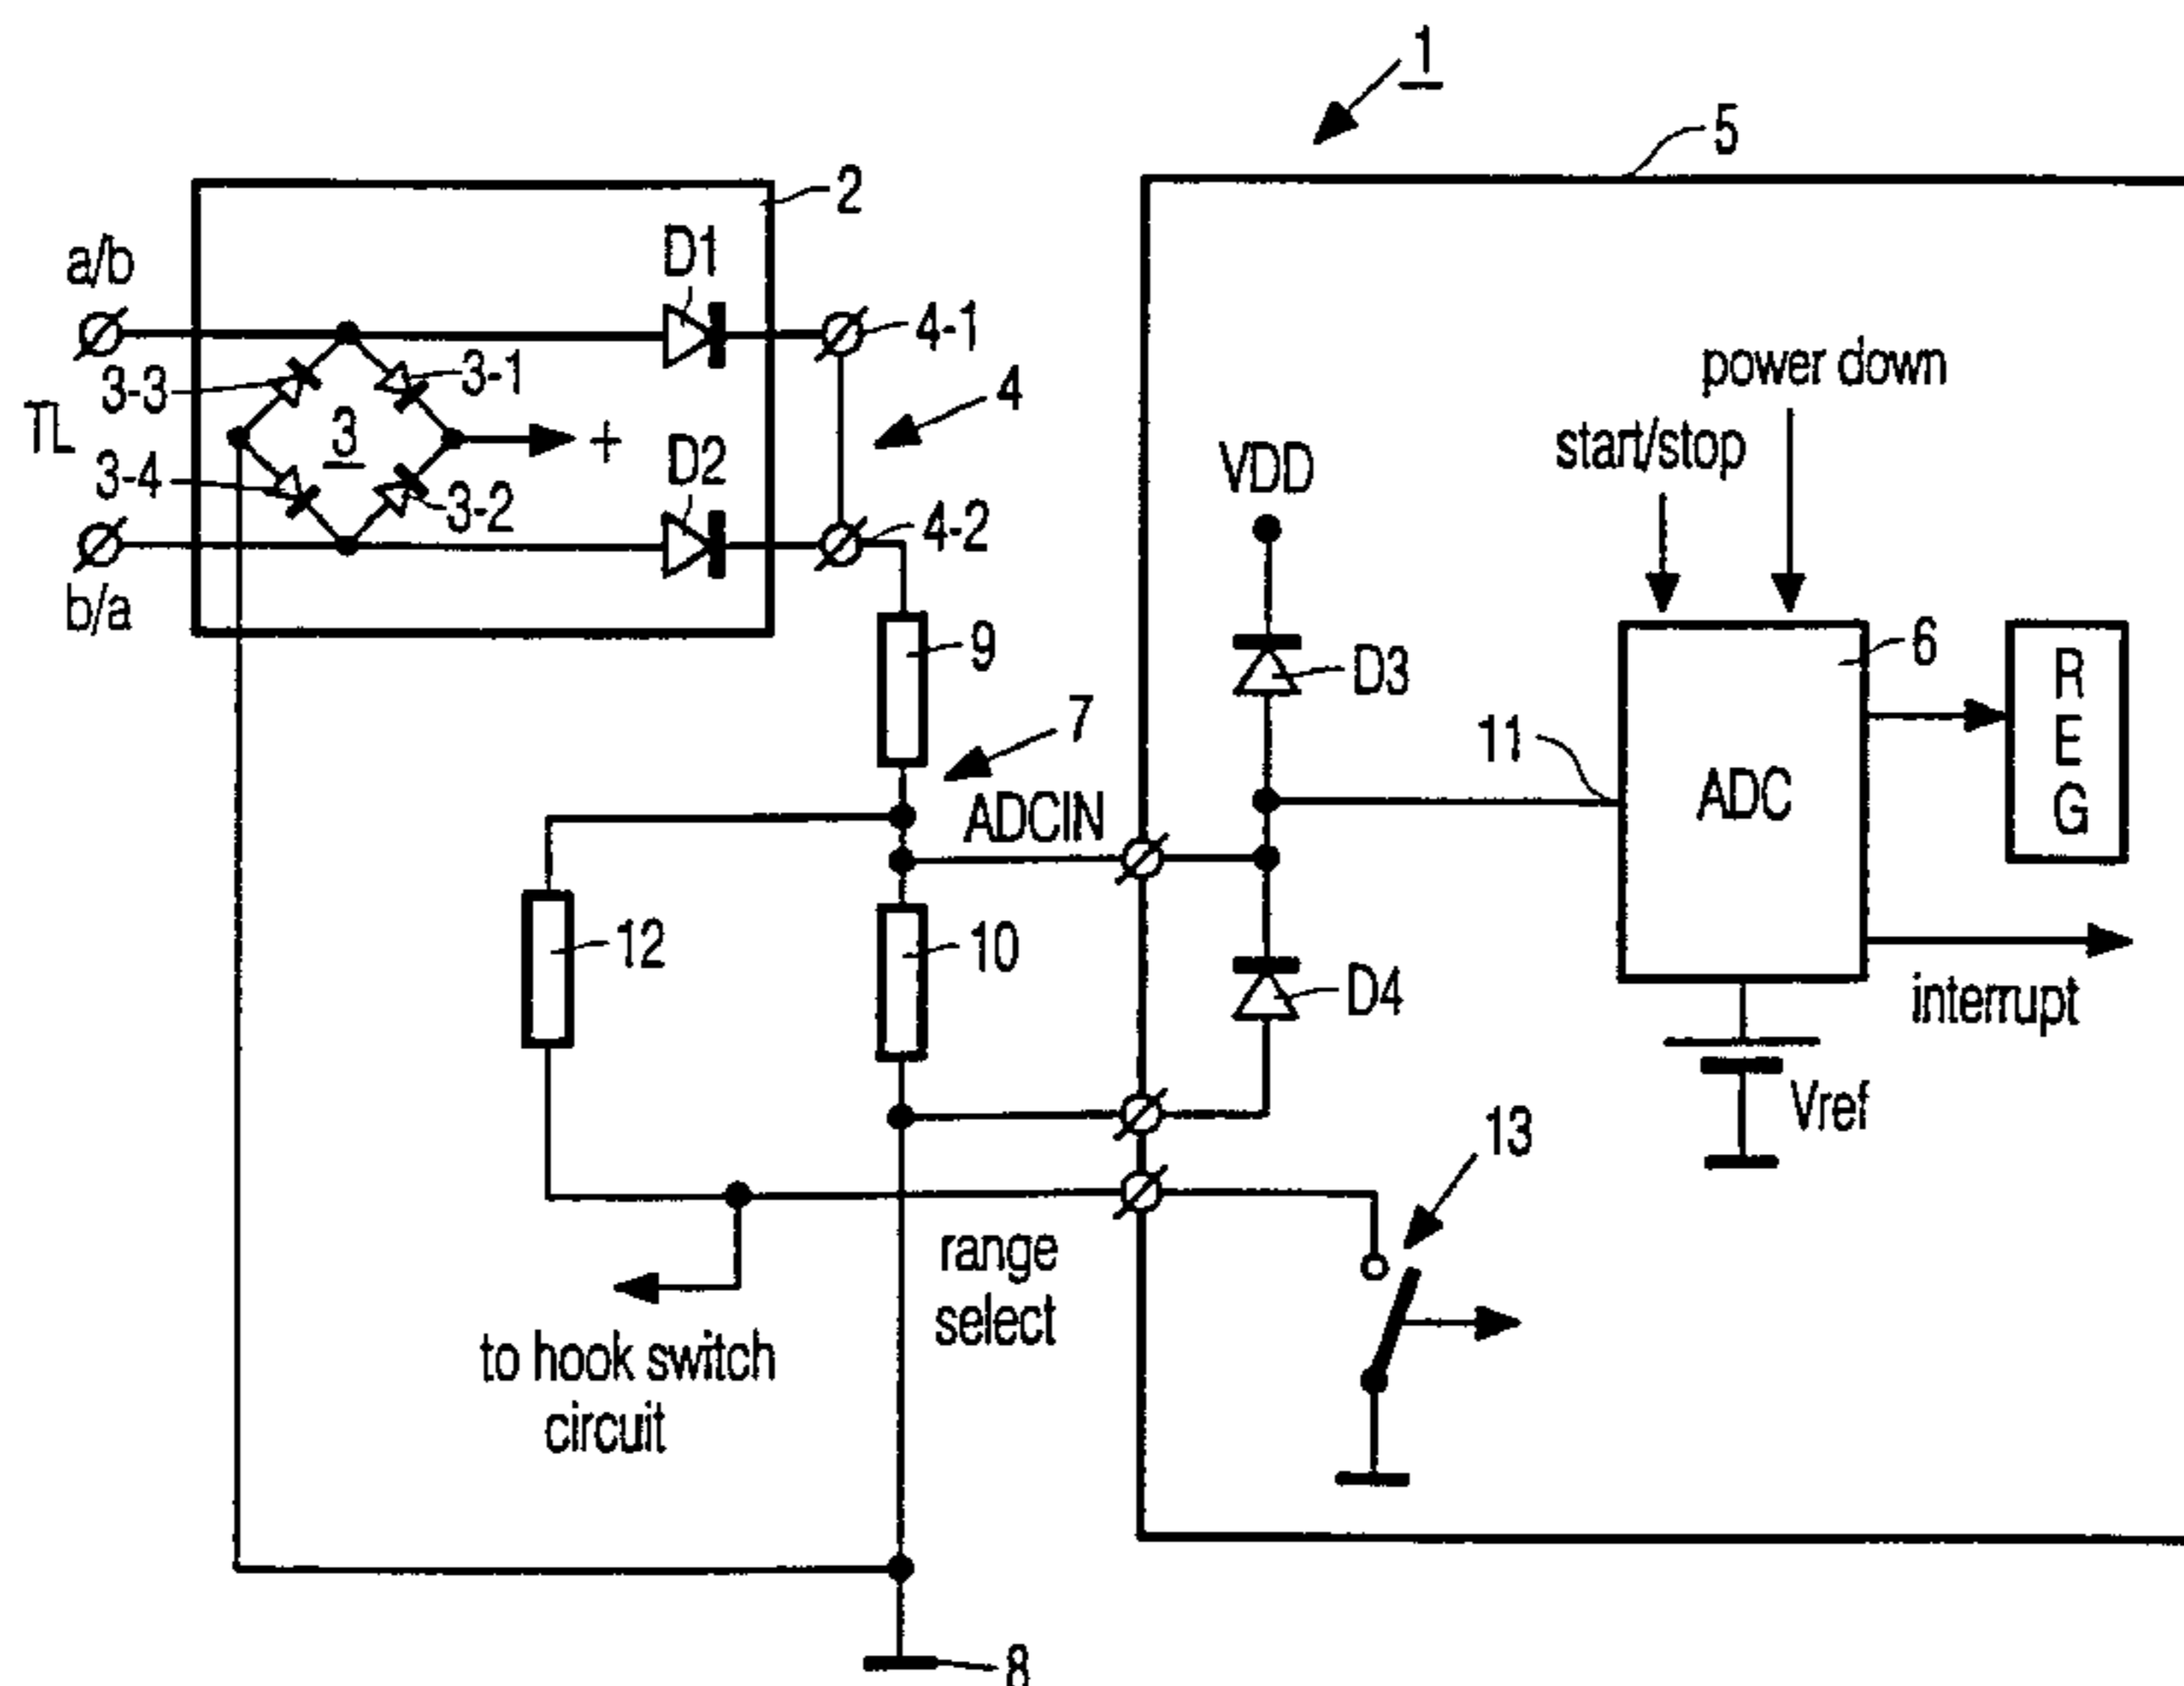 1
5
2
a/b
D1
4-1
3-3
3-1
4
TL
3
+
D2
3-4
3-2
4-2
b/a
power down
start/stop
VDD
9
D3
6
R
E
G
7
11
ADCIN
ADC
12
10
D4
interrupt
Vref
13
range
select
to hook switch
circuit
8